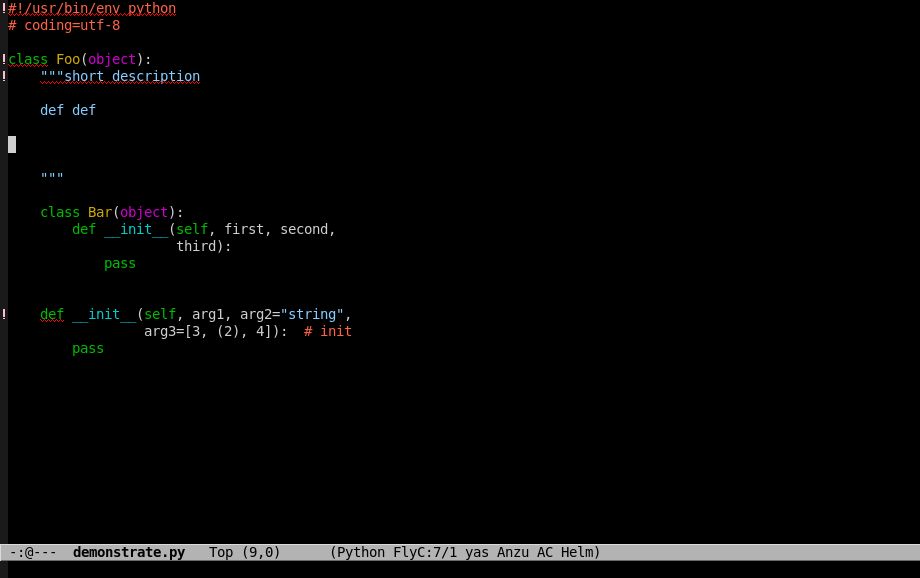 !#!/usr/bin/env python
# coding=utf-8
!class Foo(object):
!    """short description
    def def
    """
    class Bar(object):
        def __init__(self, first, second,
                     third):
            pass
!    def __init__(self, arg1, arg2="string",
                 arg3=[3, (2), 4]):  # init
        pass
-:@---  demonstrate.py   Top (9,0)      (Python FlyC:7/1 yas Anzu AC Helm)